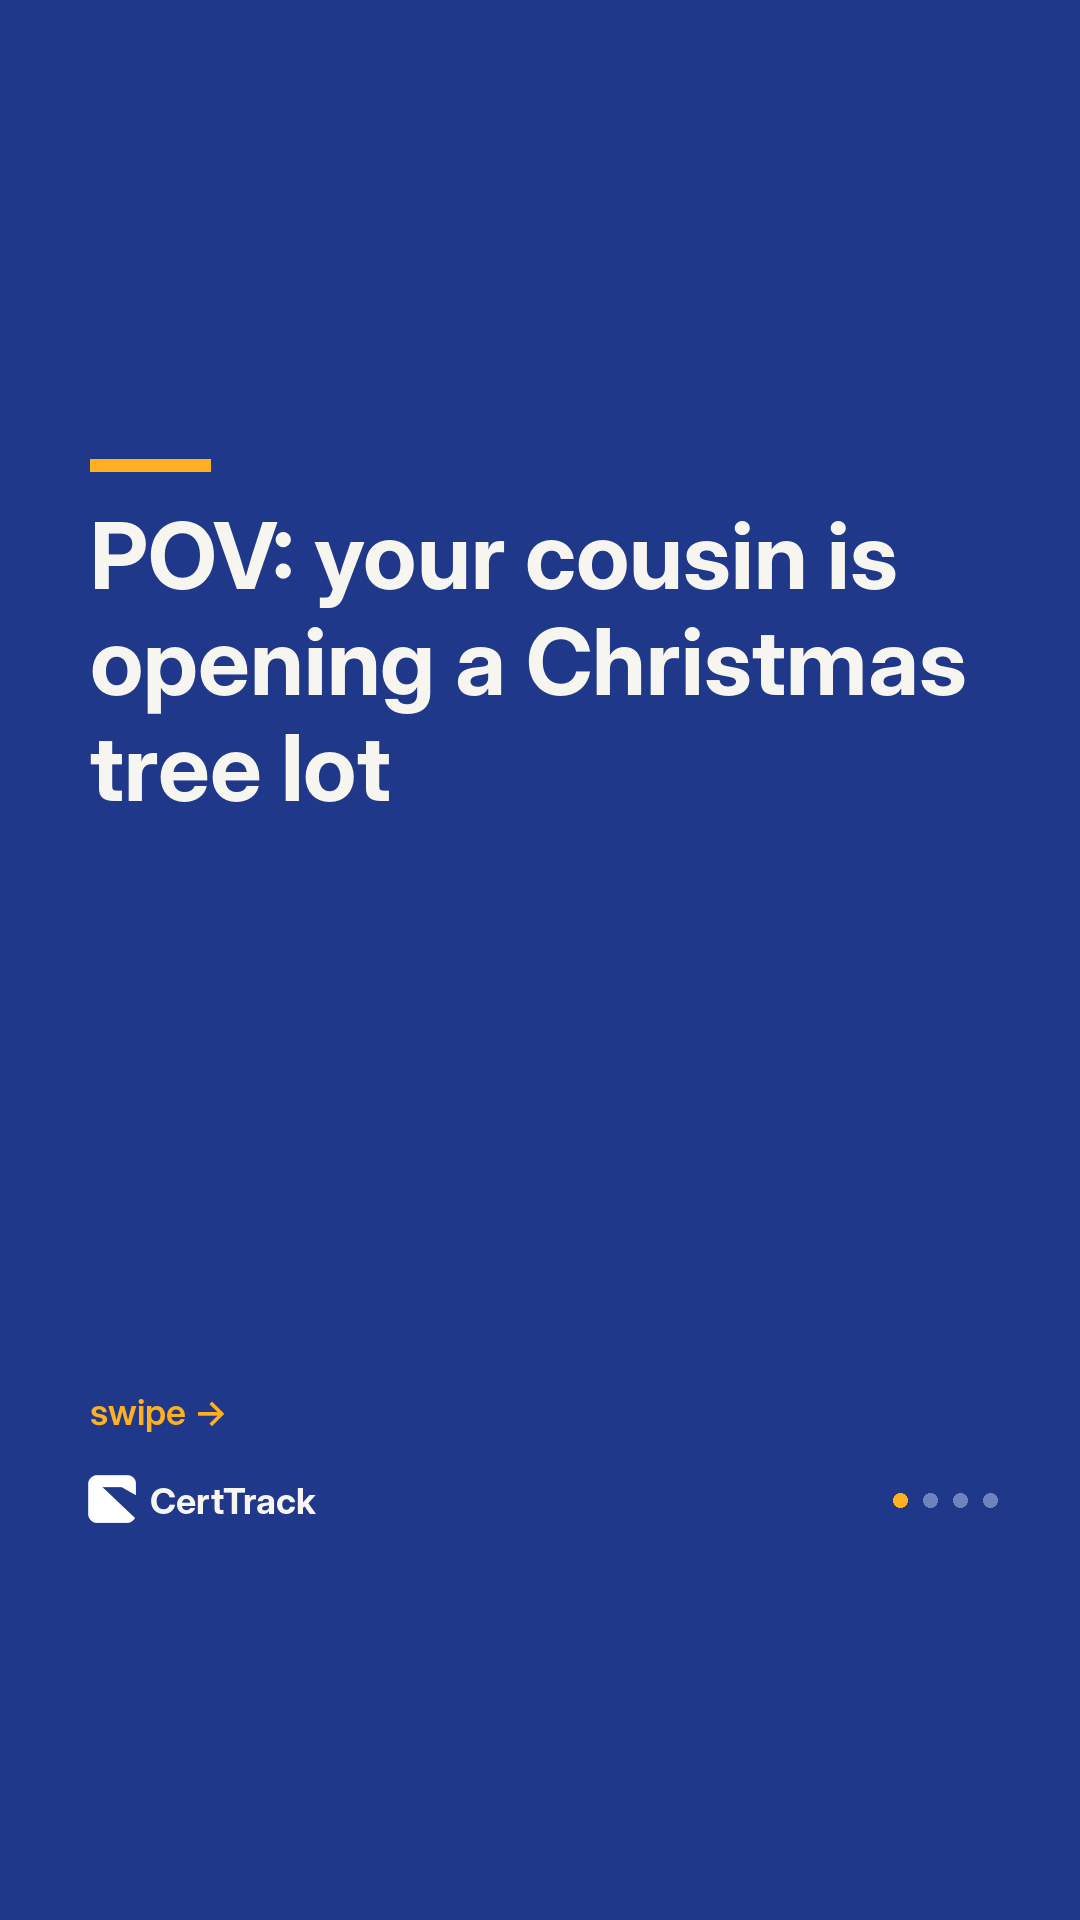 POV: your cousin is
opening a Christmas
tree lot
swipe →
CertTrack